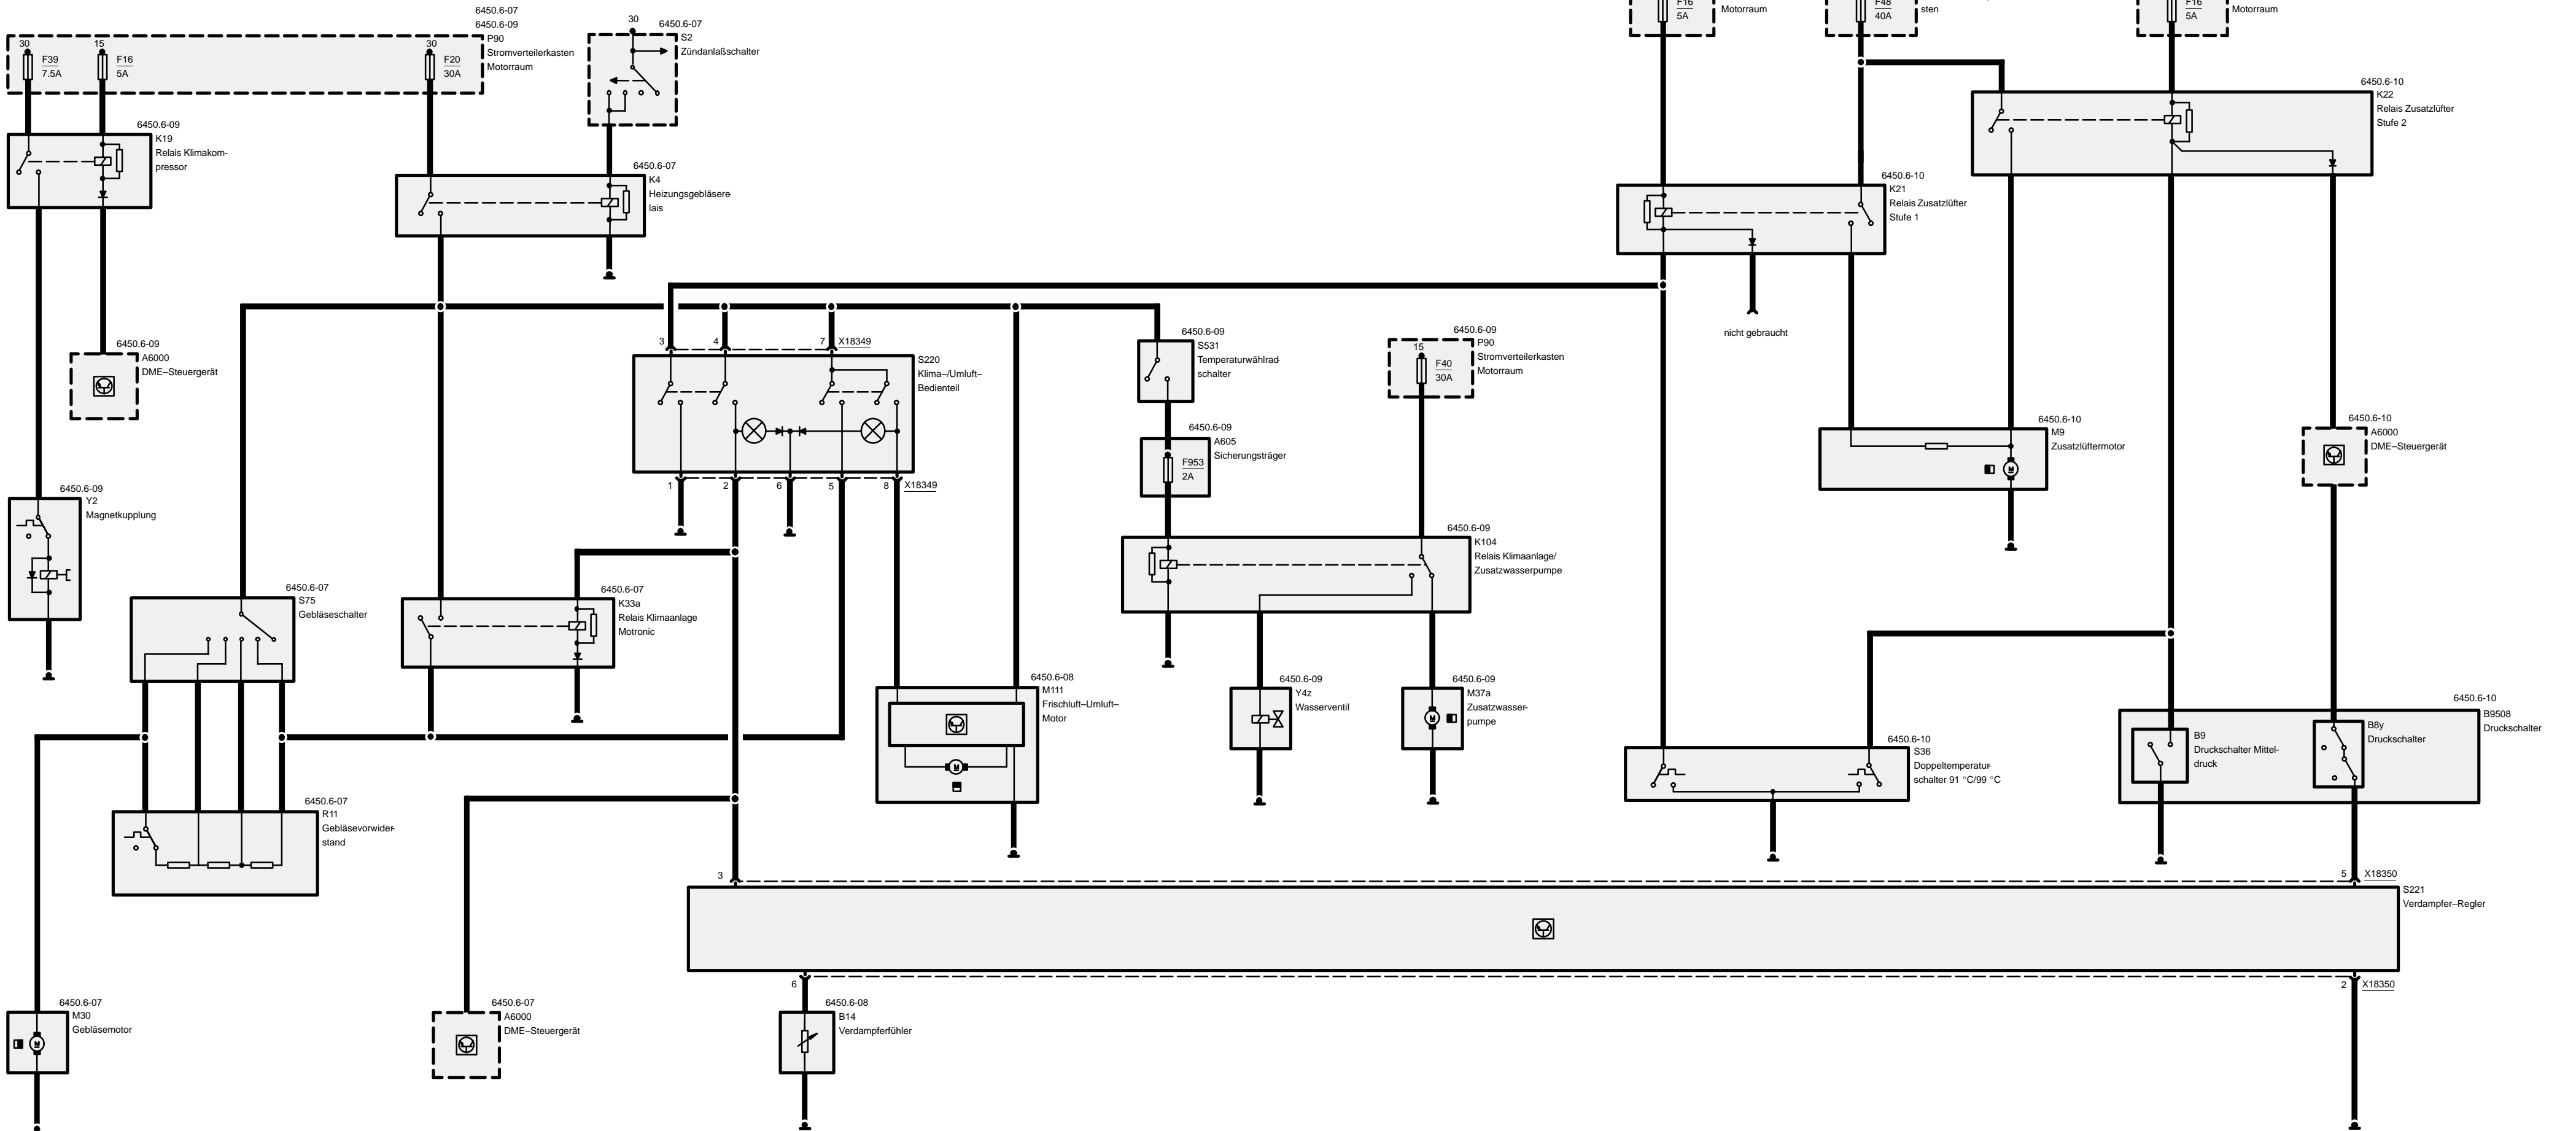 6450.6-07
6450.6-09
P90
Stromverteilerkasten
Motorraum
30
F39
7.5A
15
F16
5A
30
F20
30A
30
6450.6-07
S2
Zündanlaßschalter
F16
5A
Motorraum
F48
40A
sten
F16
5A
Motorraum
6450.6-10
K22
Relais Zusatzlüfter
Stufe 2
6450.6-09
K19
Relais Klimakom-
pressor
6450.6-07
K4
Heizungsgebläsere-
lais
6450.6-10
K21
Relais Zusatzlüfter
Stufe 1
nicht gebraucht
6450.6-09
A6000
DME–Steuergerät
3
4
7
X18349
S220
Klima–/Umluft–
Bedienteil
6450.6-09
S531
Temperaturwählrad-
schalter
6450.6-09
P90
Stromverteilerkasten
Motorraum
15
F40
30A
6450.6-09
A605
Sicherungsträger
F953
2A
6450.6-10
M9
Zusatzlüftermotor
M
6450.6-10
A6000
DME–Steuergerät
1
2
6
5
8
X18349
6450.6-09
Y2
Magnetkupplung
6450.6-09
K104
Relais Klimaanlage/
Zusatzwasserpumpe
6450.6-07
S75
Gebläseschalter
6450.6-07
K33a
Relais Klimaanlage
Motronic
6450.6-08
M111
Frischluft–Umluft–
Motor
M
6450.6-09
Y4z
Wasserventil
6450.6-09
M37a
Zusatzwasser-
pumpe
M
6450.6-10
S36
Doppeltemperatur-
schalter 91 °C/99 °C
6450.6-10
B9508
Druckschalter
B9
Druckschalter Mittel-
druck
B8y
Druckschalter
6450.6-07
R11
Gebläsevorwider-
stand
3
5
X18350
S221
Verdampfer–Regler
6
2
X18350
6450.6-07
M30
Gebläsemotor
M
6450.6-07
A6000
DME–Steuergerät
6450.6-08
B14
Verdampferfühler